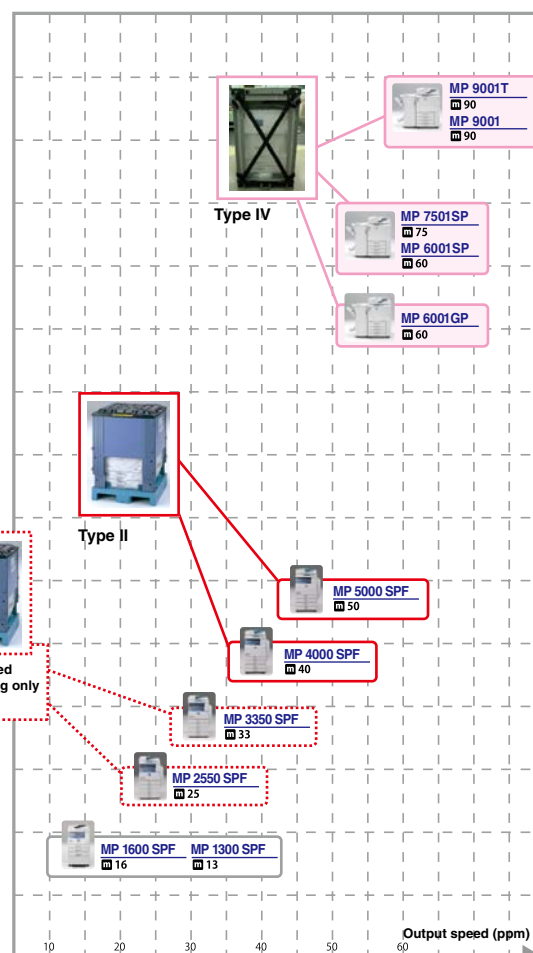 MP 9001T
m 90
MP 9001
m 90
Type IV
MP 7501SP
m 75
MP 6001SP
m 60
MP 6001GP
m 60
Type II
MP 5000 SPF
m 50
MP 4000 SPF
m 40
ed
g only
MP 3350 SPF
m 33
MP 2550 SPF
m 25
MP 1600 SPF MP 1300 SPF
m 16 m 13
Output speed (ppm)
10 20 30 40 50 60